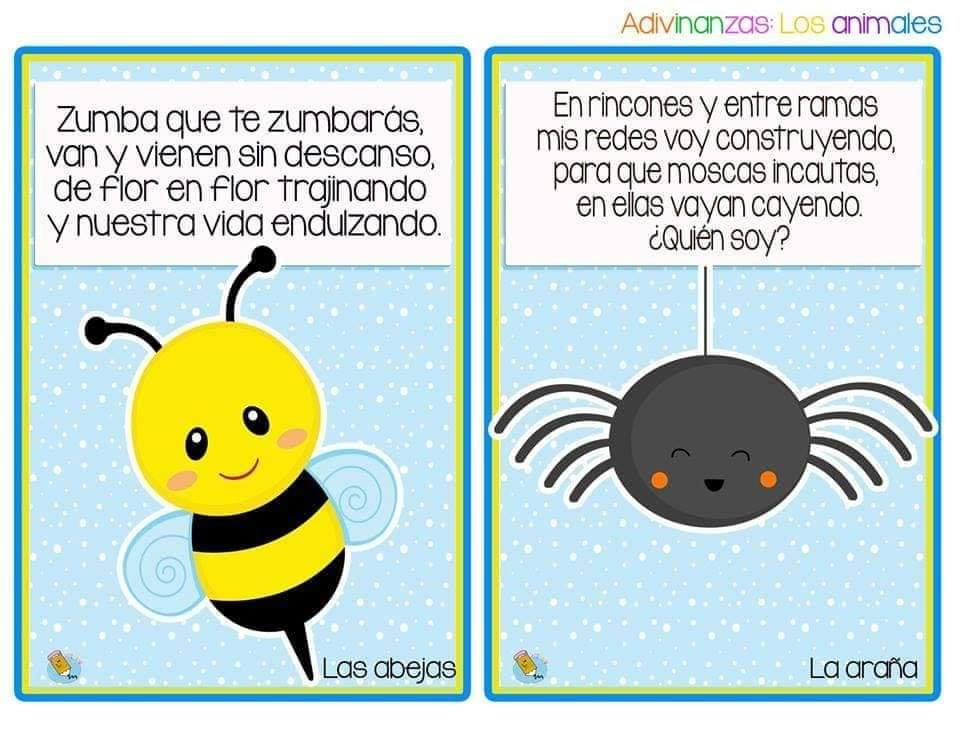 Adivinanzas: Los animales
Zumba que te zumbarás,
van y vienen sin descanso,
de flor en flor trajinando
y nuestra vida endulzando.
Las abejas
En rincones y entre ramas
mis redes voy construyendo,
para que moscas incautas,
en ellas vayan cayendo.
¿Quién soy?
La araña